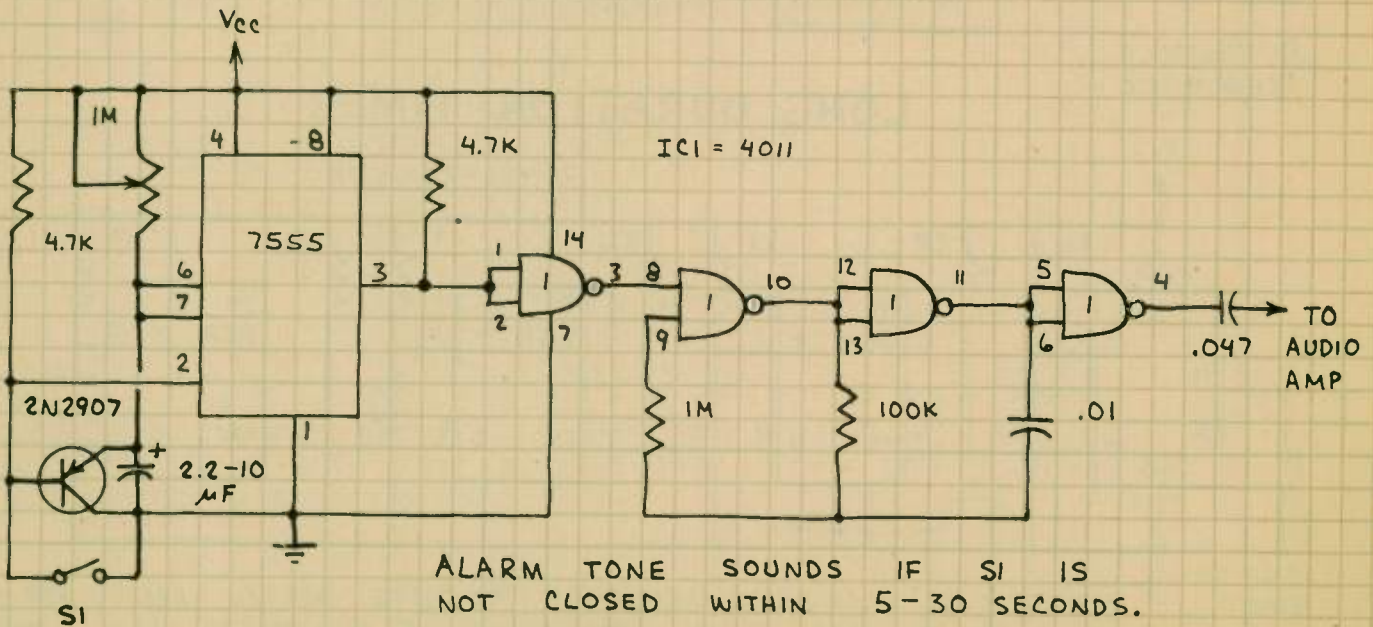 Vcc
1M
4
-8
4.7K
IC1 = 4011
4.7K
7555
6
7
3
2
1
2
1
14
7
3
8
9
1
10
12
13
1
11
5
6
1
4
.047
TO
AUDIO
AMP
2N2907
1
+
2.2-10
µF
1M
100K
.01
S1
ALARM TONE SOUNDS IF S1 IS
NOT CLOSED WITHIN 5-30 SECONDS.